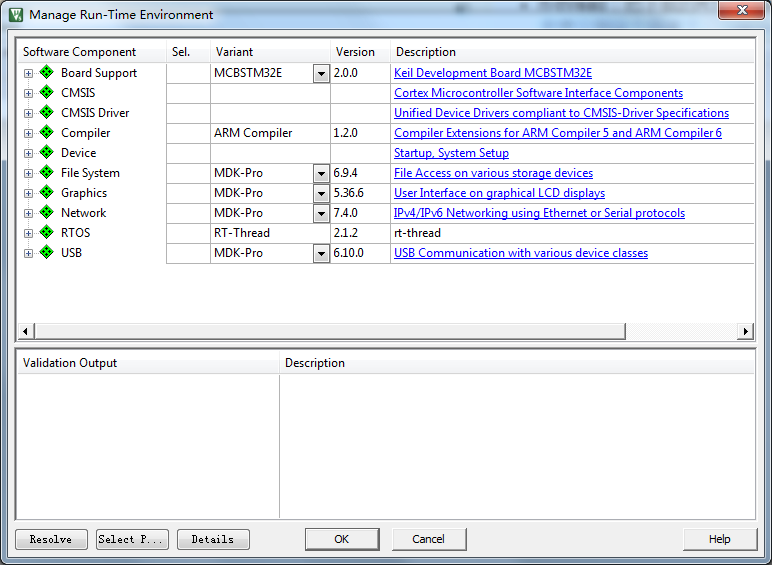 Manage Run-Time Environment
Software Component Sel. Variant Version Description
Board Support MCBSTM32E 2.0.0 Keil Development Board MCBSTM32E
CMSIS Cortex Microcontroller Software Interface Components
CMSIS Driver Unified Device Drivers compliant to CMSIS-Driver Specifications
Compiler ARM Compiler 1.2.0 Compiler Extensions for ARM Compiler 5 and ARM Compiler 6
Device Startup, System Setup
File System MDK-Pro 6.9.4 File Access on various storage devices
Graphics MDK-Pro 5.36.6 User Interface on graphical LCD displays
Network MDK-Pro 7.4.0 IPv4/IPv6 Networking using Ethernet or Serial protocols
RTOS RT-Thread 2.1.2 rt-thread
USB MDK-Pro 6.10.0 USB Communication with various device classes
Validation Output Description
Resolve Select P... Details OK Cancel Help